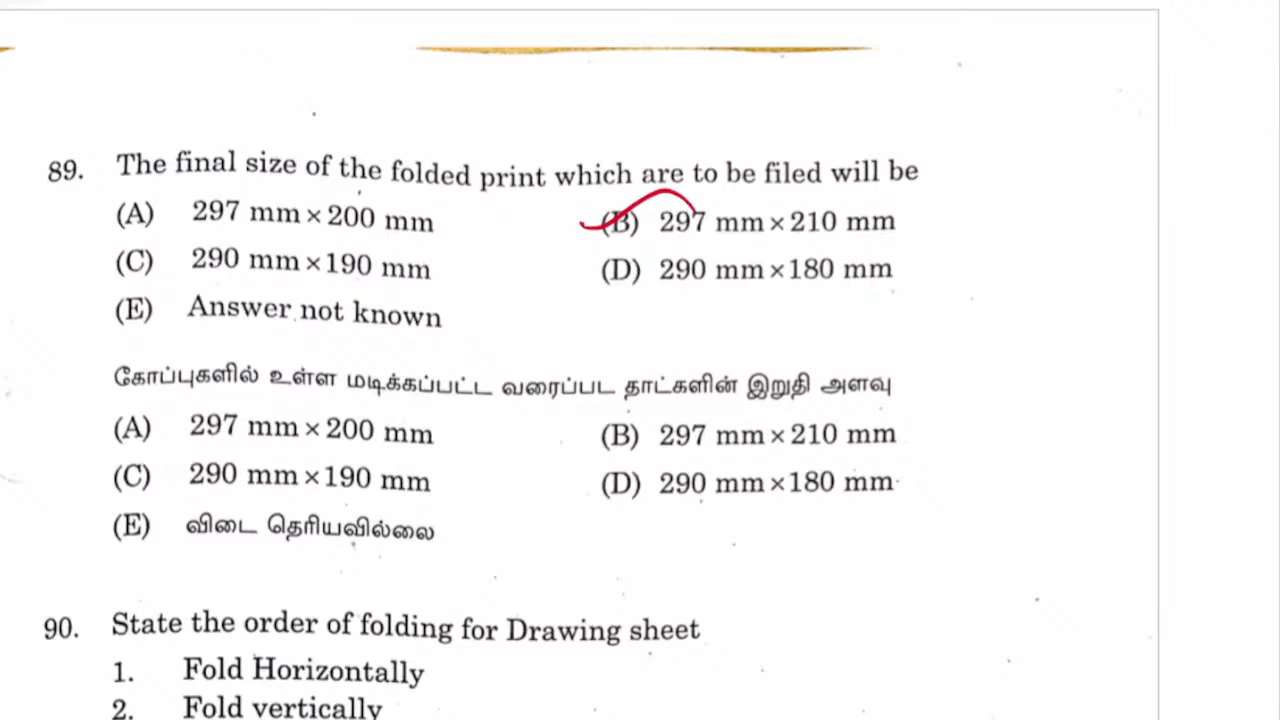 89. The final size of the folded print which are to be filed will be
(A) 297 mm × 200 mm (B) 297 mm × 210 mm
(C) 290 mm × 190 mm (D) 290 mm × 180 mm
(E) Answer not known
கோப்புகளில் உள்ள மடிக்கப்பட்ட வரைப்பட தாட்களின் இறுதி அளவு
(A) 297 mm × 200 mm (B) 297 mm × 210 mm
(C) 290 mm × 190 mm (D) 290 mm × 180 mm
(E) விடை தெரியவில்லை
90. State the order of folding for Drawing sheet
1. Fold Horizontally
2. Fold vertically